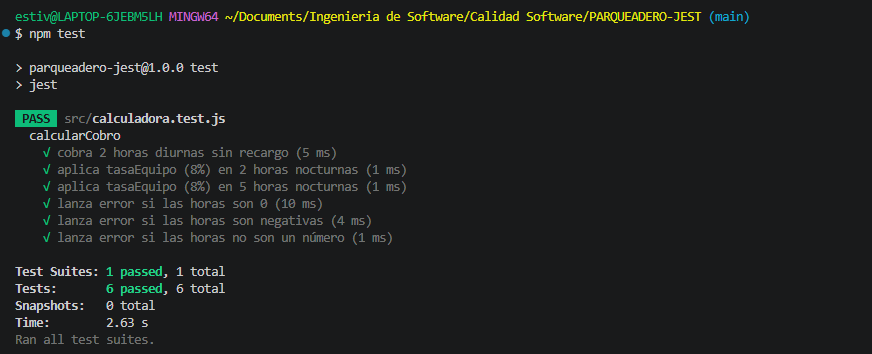 estiv@LAPTOP-6JEBM5LH MINGW64 ~/Documents/Ingenieria de Software/Calidad Software/PARQUEADERO-JEST (main)
$ npm test
> parqueadero-jest@1.0.0 test
> jest
PASS src/calculadora.test.js
calcularCobro
√ cobra 2 horas diurnas sin recargo (5 ms)
√ aplica tasaEquipo (8%) en 2 horas nocturnas (1 ms)
√ aplica tasaEquipo (8%) en 5 horas nocturnas (1 ms)
√ lanza error si las horas son 0 (10 ms)
√ lanza error si las horas son negativas (4 ms)
√ lanza error si las horas no son un número (1 ms)
Test Suites: 1 passed, 1 total
Tests: 6 passed, 6 total
Snapshots: 0 total
Time: 2.63 s
Ran all test suites.